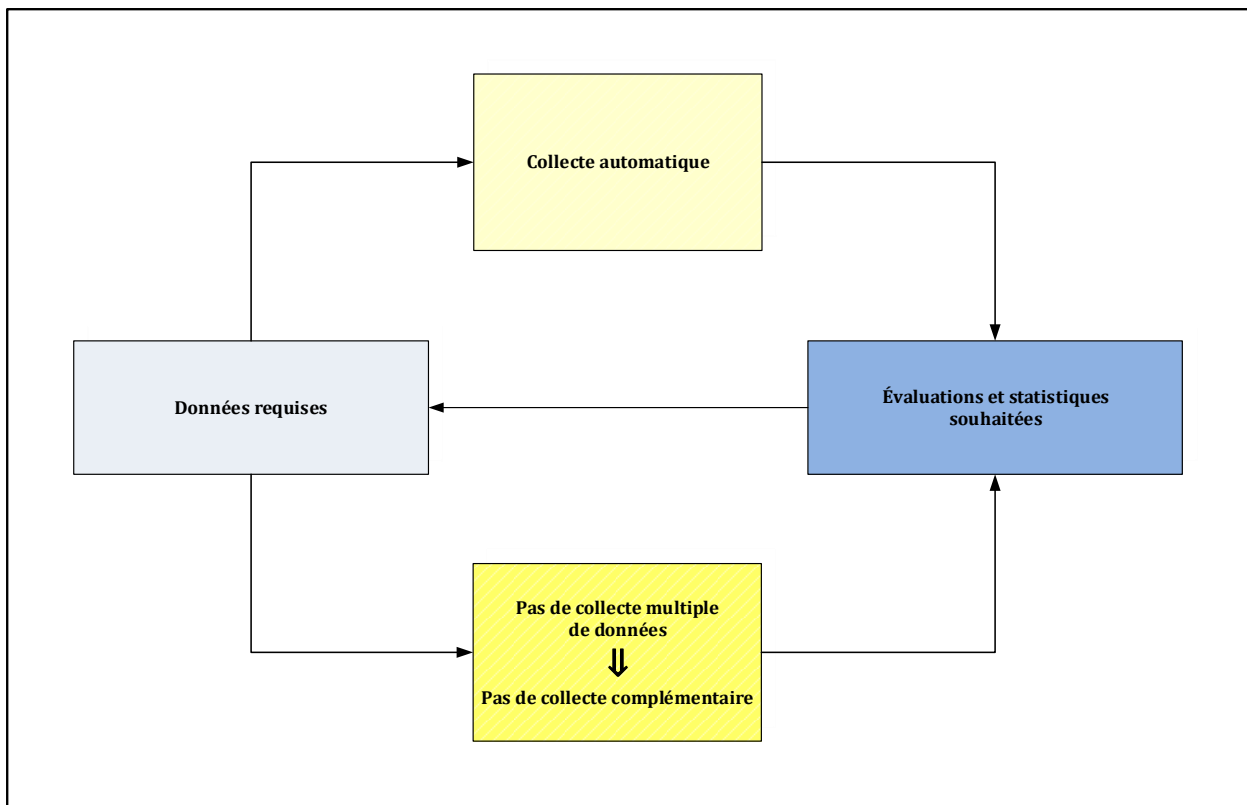 Collecte automatique
Données requises
Évaluations et statistiques
souhaitées
Pas de collecte multiple
de données
⇓
Pas de collecte complémentaire